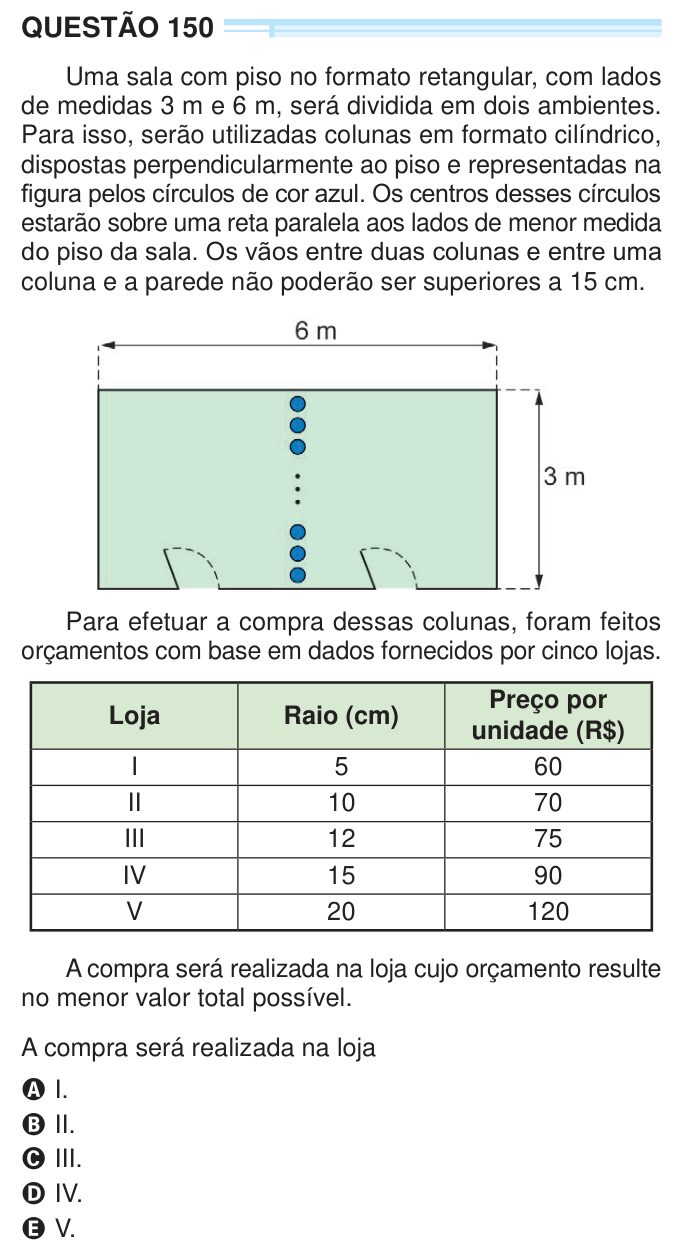 QUESTÃO 150
Uma sala com piso no formato retangular, com lados
de medidas 3 m e 6 m, será dividida em dois ambientes.
Para isso, serão utilizadas colunas em formato cilíndrico,
dispostas perpendicularmente ao piso e representadas na
figura pelos círculos de cor azul. Os centros desses círculos
estarão sobre uma reta paralela aos lados de menor medida
do piso da sala. Os vãos entre duas colunas e entre uma
coluna e a parede não poderão ser superiores a 15 cm.
6 m
3 m
Para efetuar a compra dessas colunas, foram feitos
orçamentos com base em dados fornecidos por cinco lojas.
Loja Raio (cm) Preço por
unidade (R$)
I 5 60
II 10 70
III 12 75
IV 15 90
V 20 120
A compra será realizada na loja cujo orçamento resulte
no menor valor total possível.
A compra será realizada na loja
A I.
B II.
C III.
D IV.
E V.